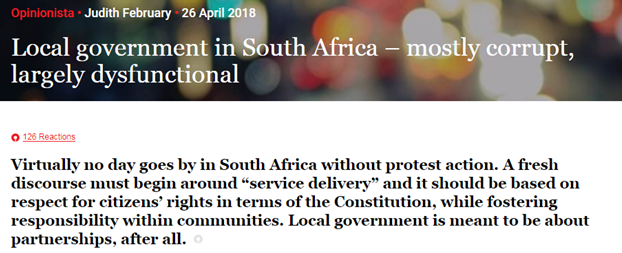 Opinionista • Judith February • 26 April 2018
Local government in South Africa – mostly corrupt,
largely dysfunctional
126 Reactions
Virtually no day goes by in South Africa without protest action. A fresh
discourse must begin around “service delivery” and it should be based on
respect for citizens’ rights in terms of the Constitution, while fostering
responsibility within communities. Local government is meant to be about
partnerships, after all.